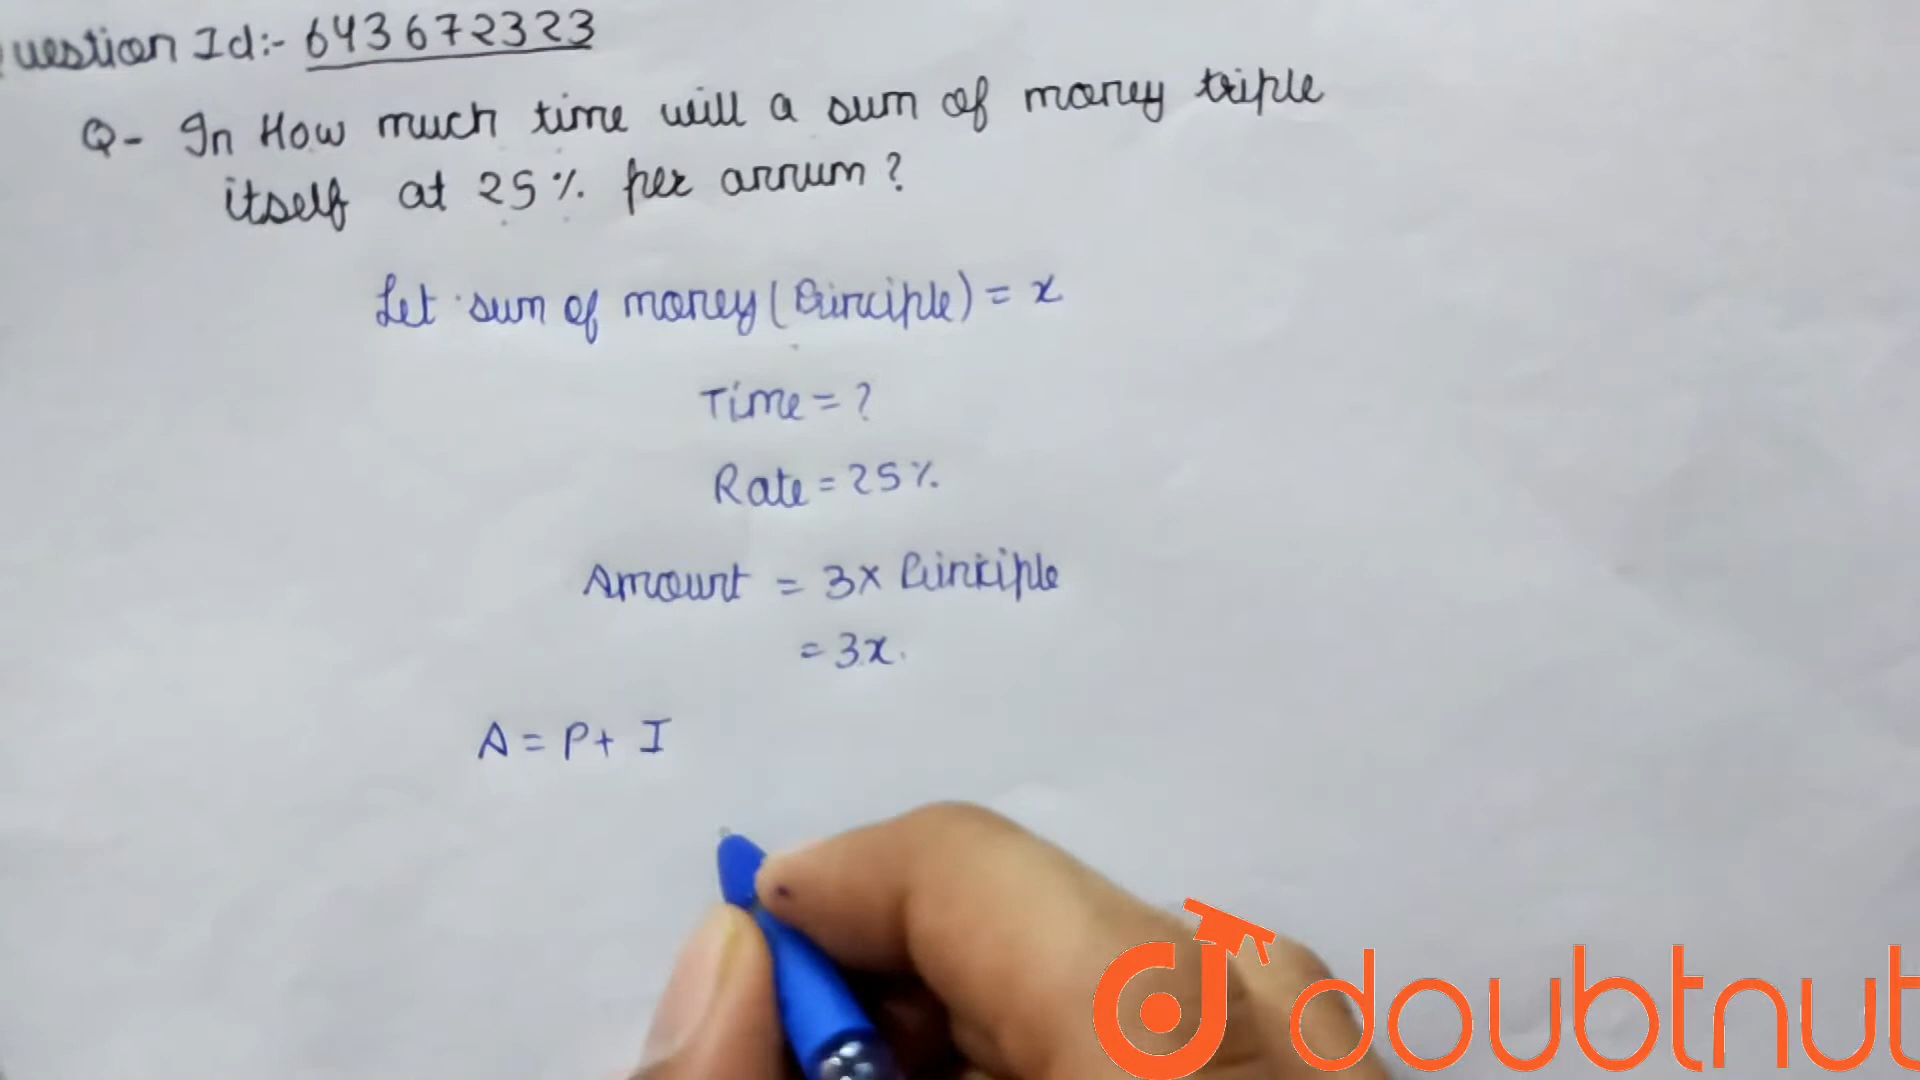 uestion Id:- 643672323
Q- In How much time will a sum of money triple
itself at 25% per annum?
Let sum of money (Principle) = x
Time = ?
Rate = 25%
Amount = 3× Principle
= 3x.
A = P + I
doubtnut